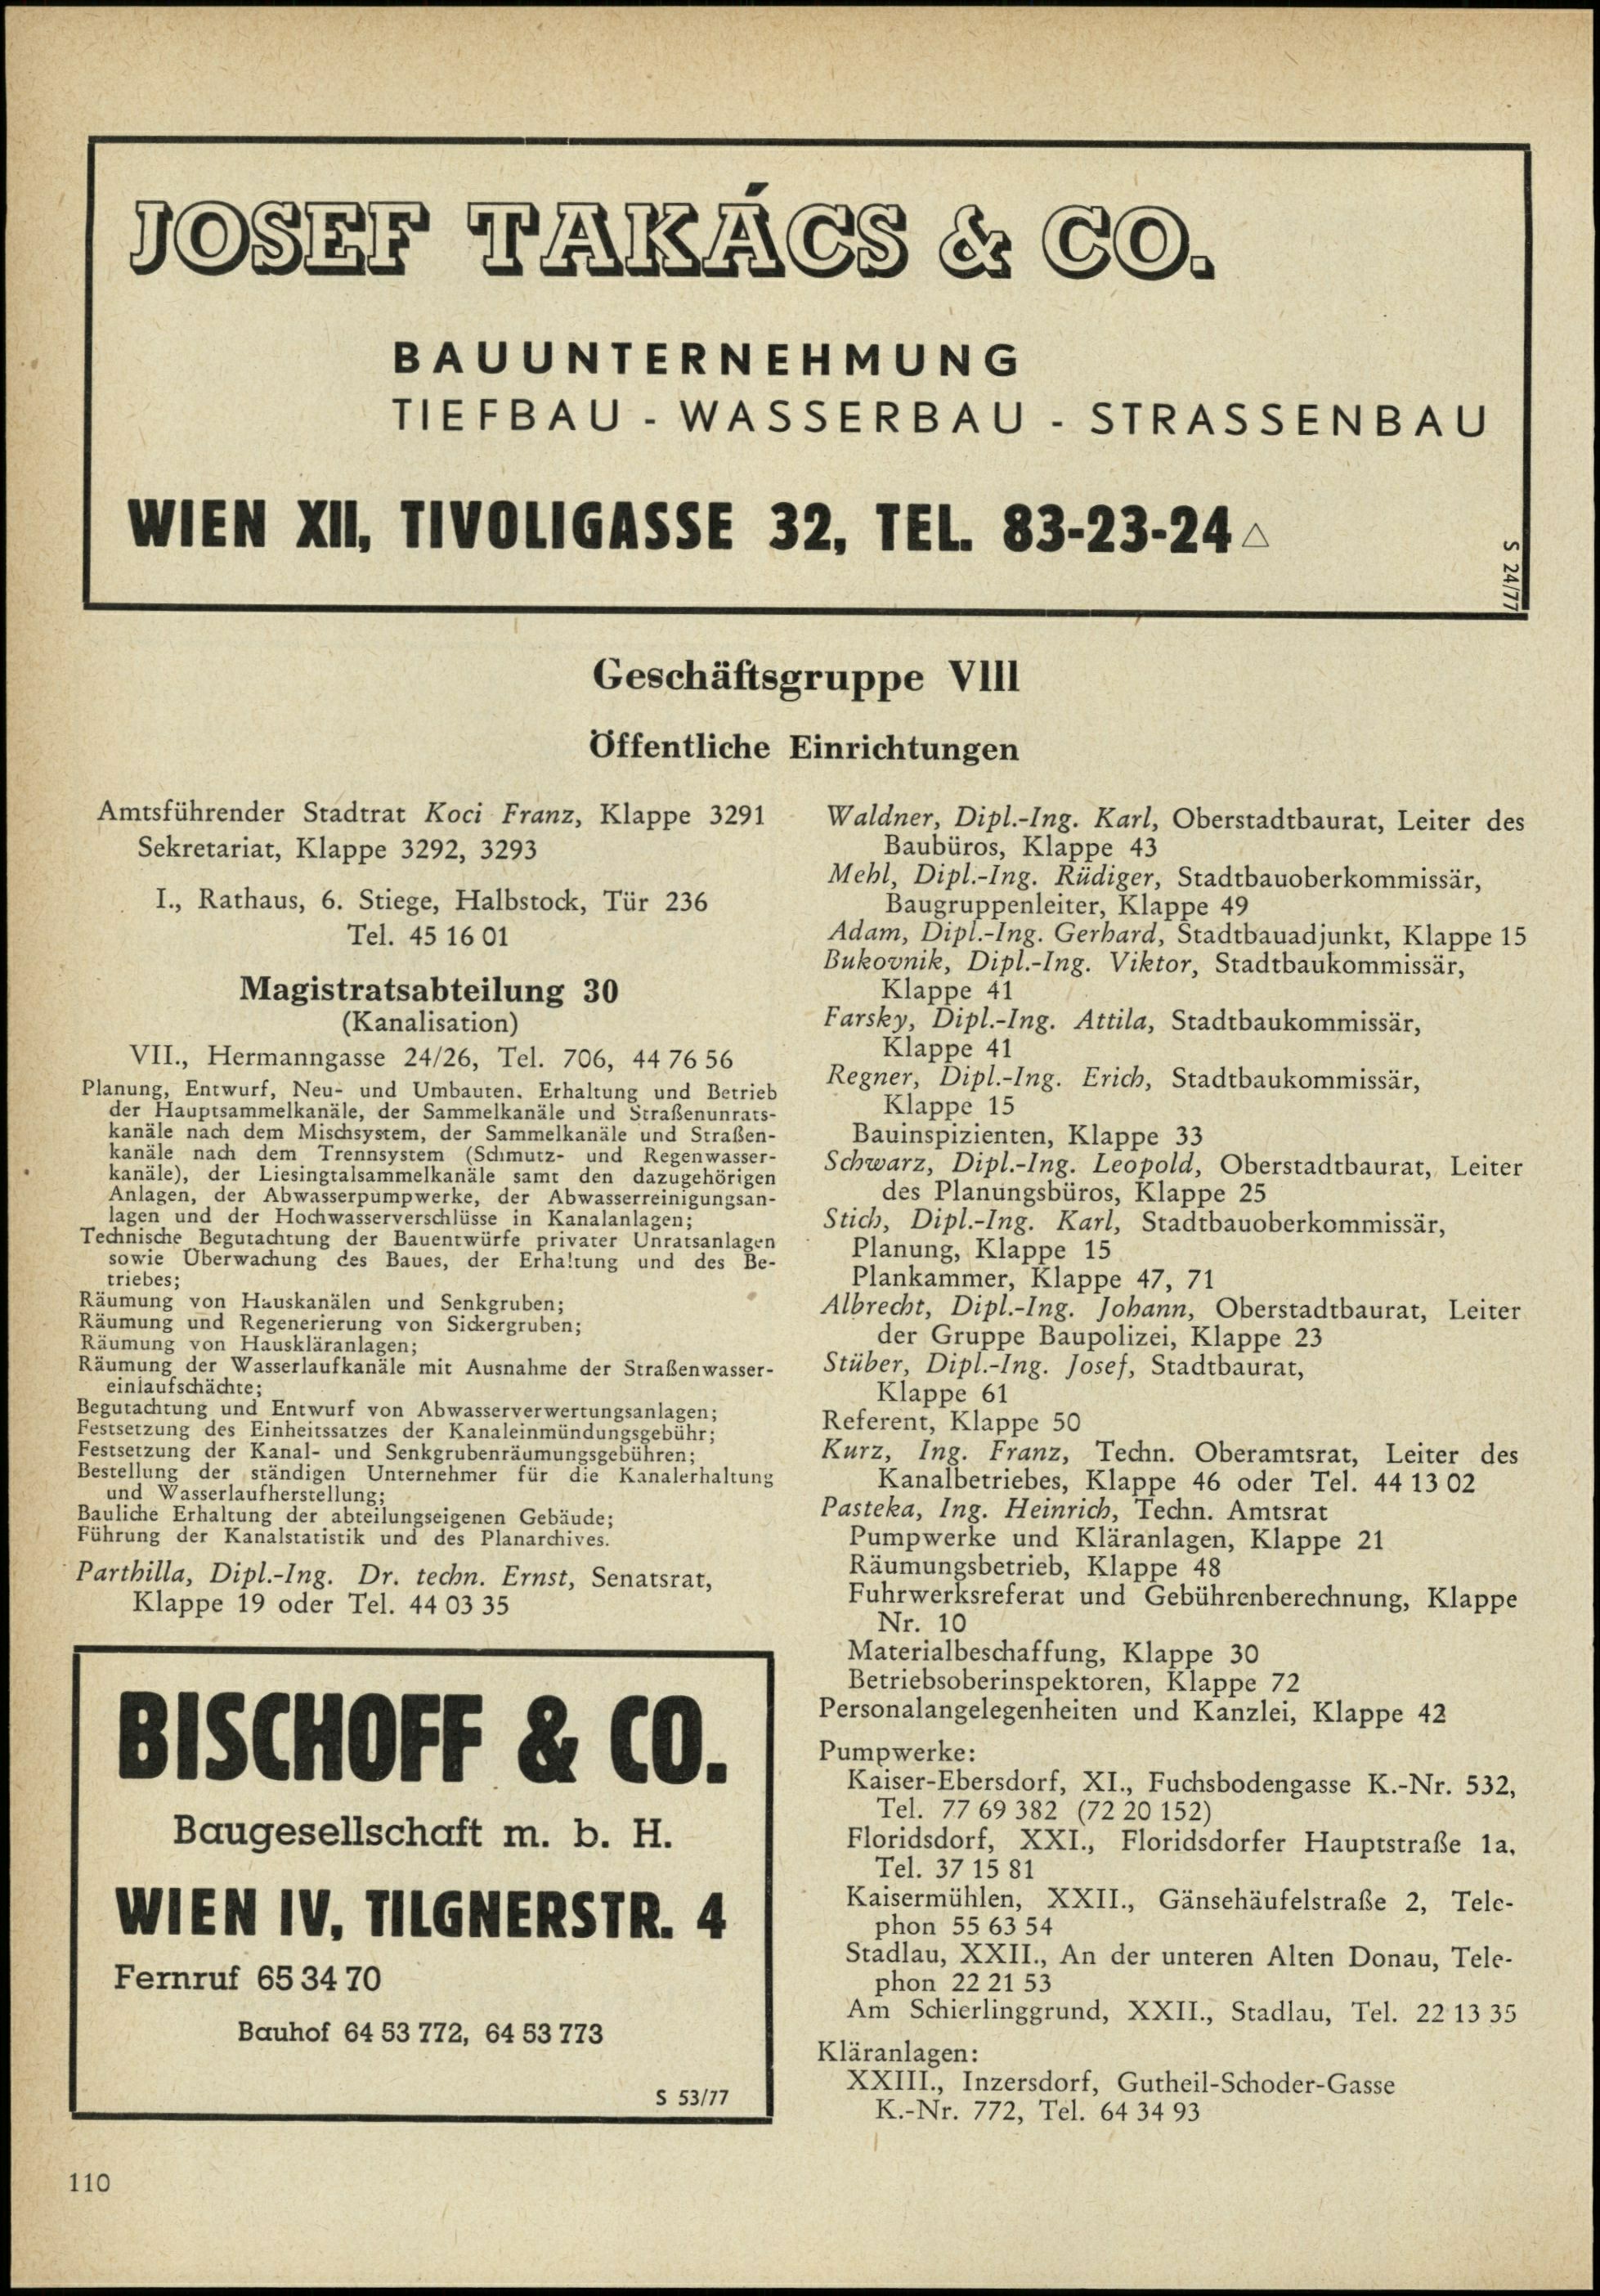 JOSEF TAKÁCS & CO.
BAUUNTERNEHMUNG
TIEFBAU - WASSERBAU - STRASSENBAU
WIEN XII, TIVOLIGASSE 32, TEL. 83-23-24 △
S 24/77
Geschäftsgruppe VIII
Öffentliche Einrichtungen
Amtsführender Stadtrat Koci Franz, Klappe 3291
Sekretariat, Klappe 3292, 3293
I., Rathaus, 6. Stiege, Halbstock, Tür 236
Tel. 45 16 01
Magistratsabteilung 30
(Kanalisation)
VII., Hermanngasse 24/26, Tel. 706, 44 76 56
Planung, Entwurf, Neu- und Umbauten, Erhaltung und Betrieb
der Hauptsammelkanäle, der Sammelkanäle und Straßenunrats-
kanäle nach dem Mischsystem, der Sammelkanäle und Straßen-
kanäle nach dem Trennsystem (Schmutz- und Regenwasser-
kanäle), der Liesingtalsammelkanäle samt den dazugehörigen
Anlagen, der Abwasserpumpwerke, der Abwasserreinigungsan-
lagen und der Hochwasserverschlüsse in Kanalanlagen;
Technische Begutachtung der Bauentwürfe privater Unratsanlagen
sowie Überwachung des Baues, der Erhaltung und des Be-
triebes;
Räumung von Hauskanälen und Senkgruben;
Räumung und Regenerierung von Sickergruben;
Räumung von Hauskläranlagen;
Räumung der Wasserlaufkanäle mit Ausnahme der Straßenwasser-
einlaufschächte;
Begutachtung und Entwurf von Abwasserverwertungsanlagen;
Festsetzung des Einheitssatzes der Kanaleinmündungsgebühr;
Festsetzung der Kanal- und Senkgrubenräumungsgebühren;
Bestellung der ständigen Unternehmer für die Kanalerhaltung
und Wasserlaufherstellung;
Bauliche Erhaltung der abteilungseigenen Gebäude;
Führung der Kanalstatistik und des Planarchives.
Parthilla, Dipl.-Ing. Dr. techn. Ernst, Senatsrat,
Klappe 19 oder Tel. 44 03 35
BISCHOFF & CO.
Baugesellschaft m. b. H.
WIEN IV, TILGNERSTR. 4
Fernruf 65 34 70
Bauhof 64 53 772, 64 53 773
S 53/77
Waldner, Dipl.-Ing. Karl, Oberstadtbaurat, Leiter des
Baubüros, Klappe 43
Mehl, Dipl.-Ing. Rüdiger, Stadtbauoberkommissär,
Baugruppenleiter, Klappe 49
Adam, Dipl.-Ing. Gerhard, Stadtbauadjunkt, Klappe 15
Bukovnik, Dipl.-Ing. Viktor, Stadtbaukommissär,
Klappe 41
Farsky, Dipl.-Ing. Attila, Stadtbaukommissär,
Klappe 41
Regner, Dipl.-Ing. Erich, Stadtbaukommissär,
Klappe 15
Bauinspizienten, Klappe 33
Schwarz, Dipl.-Ing. Leopold, Oberstadtbaurat, Leiter
des Planungsbüros, Klappe 25
Stich, Dipl.-Ing. Karl, Stadtbauoberkommissär,
Planung, Klappe 15
Plankammer, Klappe 47, 71
Albrecht, Dipl.-Ing. Johann, Oberstadtbaurat, Leiter
der Gruppe Baupolizei, Klappe 23
Stüber, Dipl.-Ing. Josef, Stadtbaurat,
Klappe 61
Referent, Klappe 50
Kurz, Ing. Franz, Techn. Oberamtsrat, Leiter des
Kanalbetriebes, Klappe 46 oder Tel. 44 13 02
Pasteka, Ing. Heinrich, Techn. Amtsrat
Pumpwerke und Kläranlagen, Klappe 21
Räumungsbetrieb, Klappe 48
Fuhrwerksreferat und Gebührenberechnung, Klappe
Nr. 10
Materialbeschaffung, Klappe 30
Betriebsoberinspektoren, Klappe 72
Personalangelegenheiten und Kanzlei, Klappe 42
Pumpwerke:
Kaiser-Ebersdorf, XI., Fuchsbodengasse K.-Nr. 532,
Tel. 77 69 382 (72 20 152)
Floridsdorf, XXI., Floridsdorfer Hauptstraße 1a,
Tel. 37 15 81
Kaisermühlen, XXII., Gänsehäufelstraße 2, Tele-
phon 55 63 54
Stadlau, XXII., An der unteren Alten Donau, Tele-
phon 22 21 53
Am Schierlinggrund, XXII., Stadlau, Tel. 22 13 35
Kläranlagen:
XXIII., Inzersdorf, Gutheil-Schoder-Gasse
K.-Nr. 772, Tel. 64 34 93
110